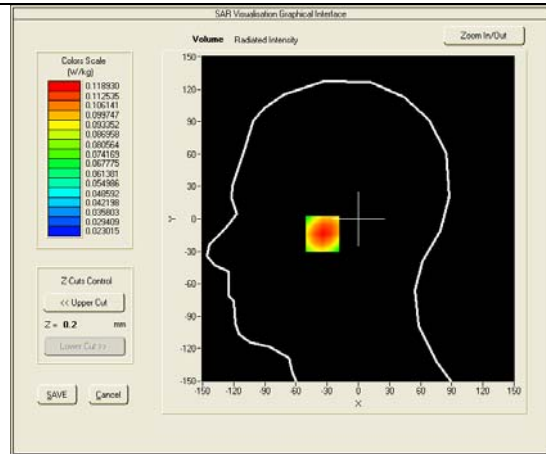 SAR Visualisation Graphical Interface
Volume Radiated Intensity
Zoom In/Out
Colors Scale
(W/kg)
0.118930
0.112535
0.106141
0.099747
0.093352
0.086958
0.080564
0.074169
0.067775
0.061381
0.054986
0.048592
0.042198
0.035803
0.029409
0.023015
Z Cuts Control
<< Upper Cut
Z = 0.2 mm
Lower Cut >>
SAVE Cancel
150-
120-
90-
60-
30-
0-
-30-
-60-
-90-
-120-
-150-
Y
-150 -120 -90 -60 -30 0 30 60 90 120 150
X